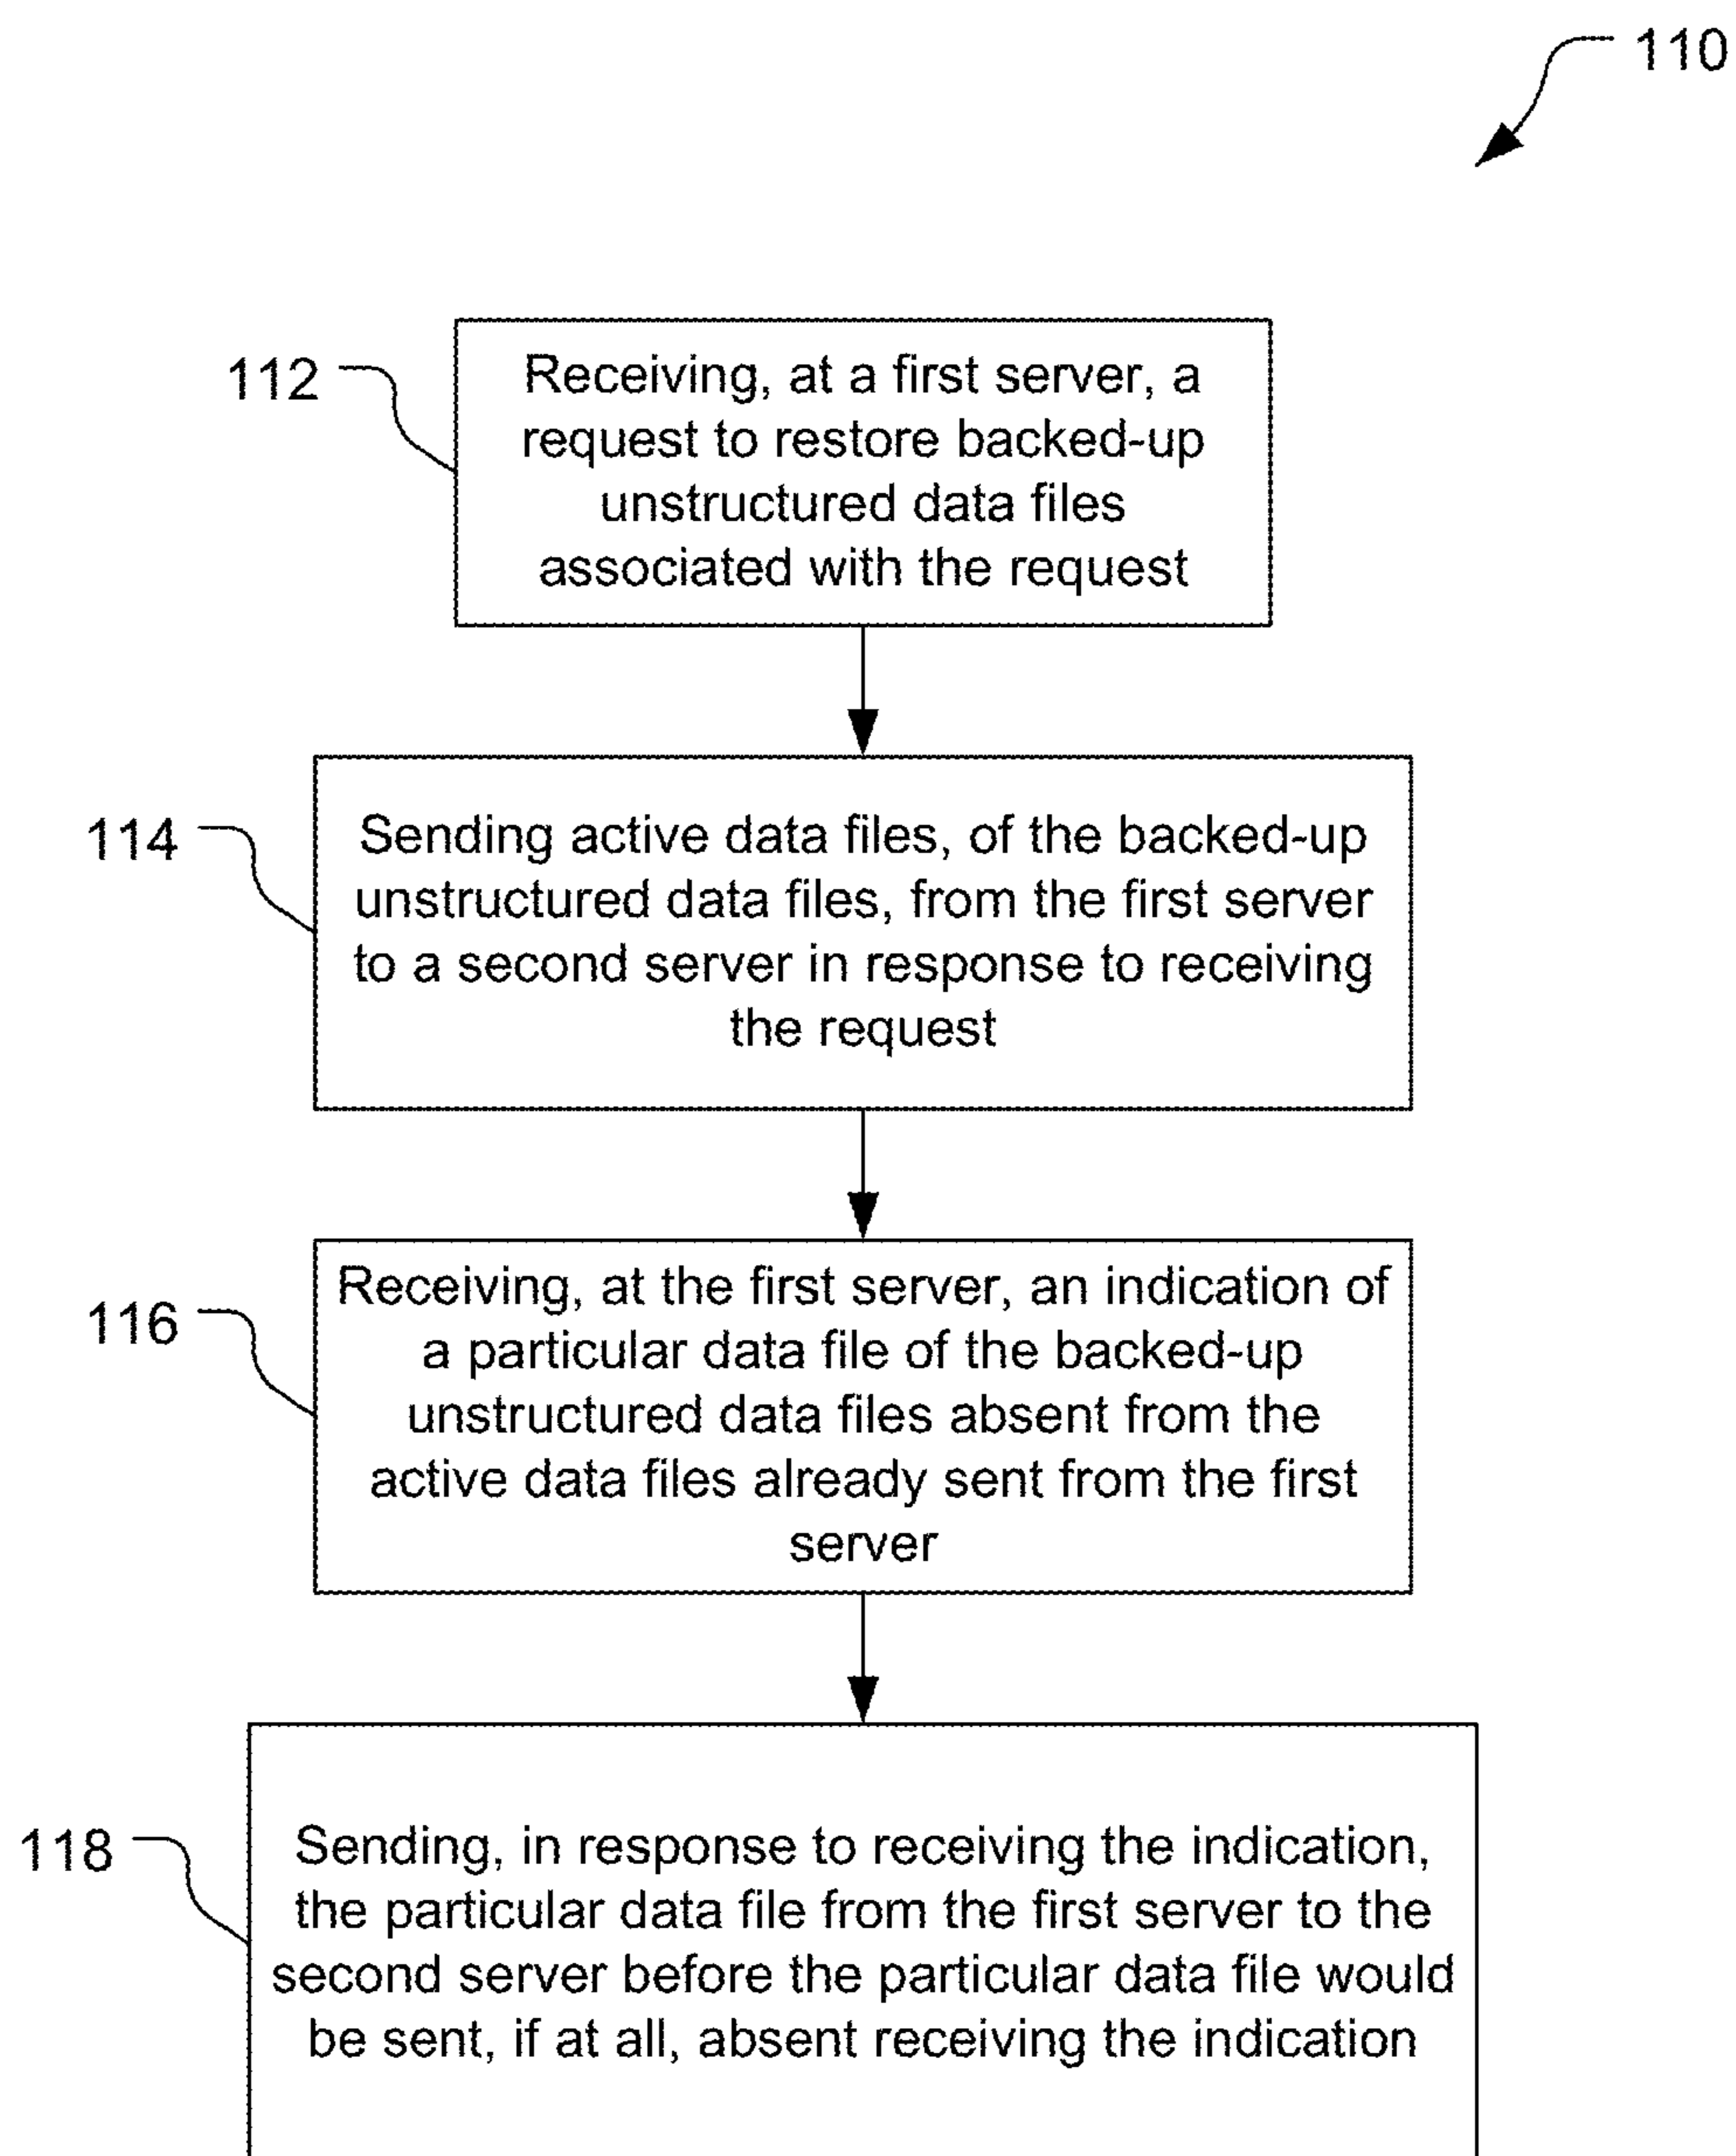 110
112
Receiving, at a first server, a
request to restore backed-up
unstructured data files
associated with the request
114
Sending active data files, of the backed-up
unstructured data files, from the first server
to a second server in response to receiving
the request
116
Receiving, at the first server, an indication of
a particular data file of the backed-up
unstructured data files absent from the
active data files already sent from the first
server
118
Sending, in response to receiving the indication,
the particular data file from the first server to the
second server before the particular data file would
be sent, if at all, absent receiving the indication